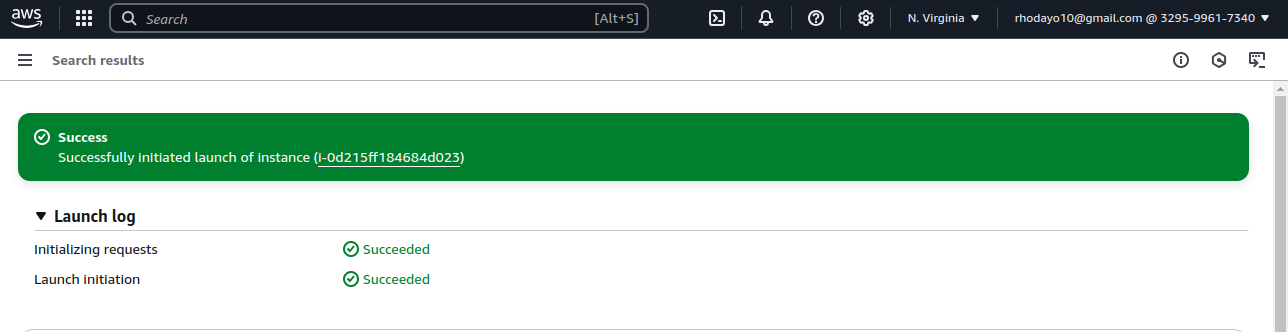 aws Search [Alt+S] N. Virginia rhodayo10@gmail.com @ 3295-9961-7340
Search results
Success
Successfully initiated launch of instance (i-0d215ff184684d023)
Launch log
Initializing requests Succeeded
Launch initiation Succeeded